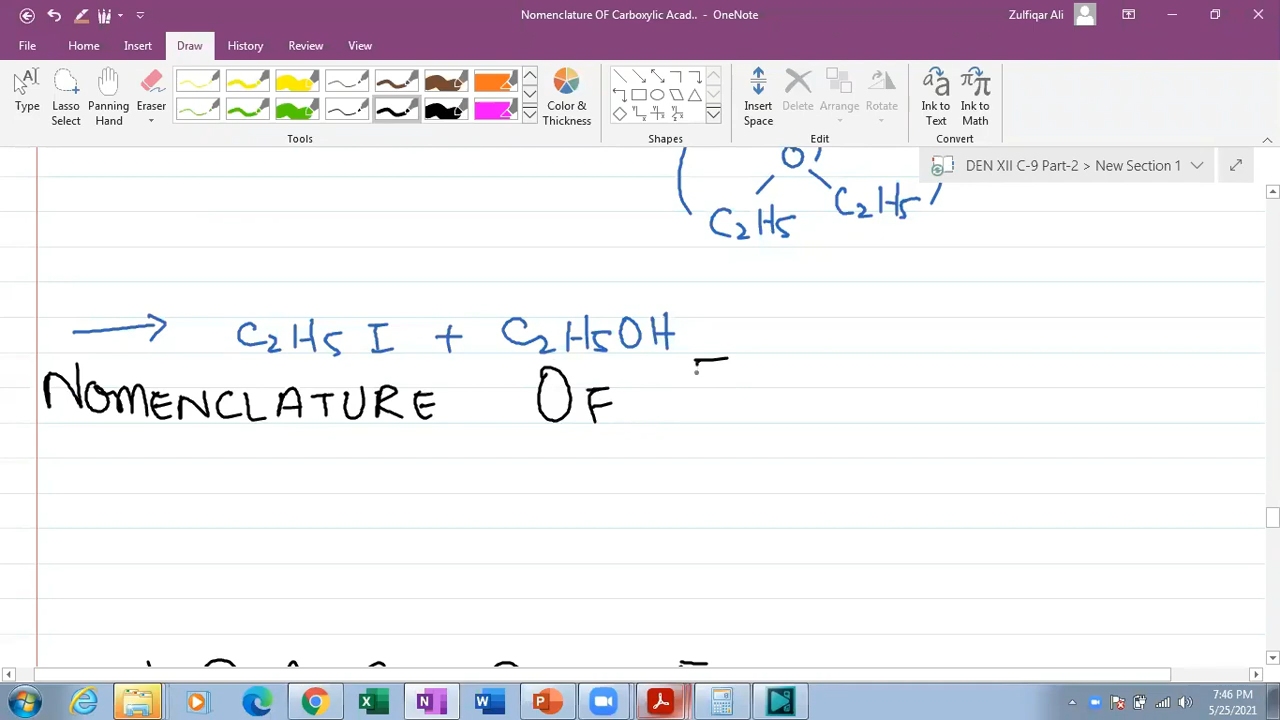 Nomenclature OF Carboxylic Acad.. - OneNote
Zulfiqar Ali
File Home Insert Draw History Review View
Type
Lasso Select
Panning Hand
Eraser
Color & Thickness
Insert Space
Delete
Arrange
Rotate
Ink to Text
Ink to Math
Tools
Shapes
Edit
Convert
DEN XII C-9 Part-2 > New Section 1
O
C2H5 C2H5
→ C2H5 I + C2H5OH
NOMENCLATURE OF
7:46 PM
5/25/2021